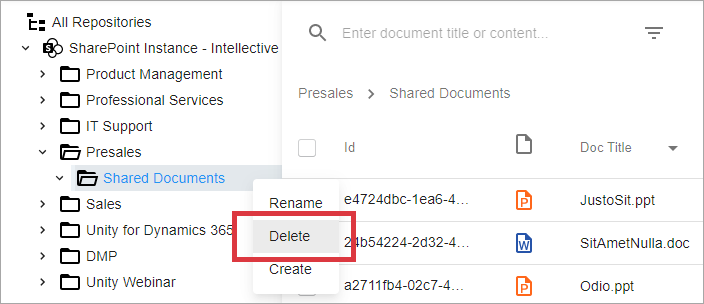 All Repositories
SharePoint Instance - Intellective
Product Management
Professional Services
IT Support
Presales
Shared Documents
Sales
Unity for Dynamics 365
DMP
Unity Webinar
Rename
Delete
Create
Enter document title or content...
Presales > Shared Documents
Id Doc Title
e4724dbc-1ea6-4... JustoSit.ppt
24b54224-2d32-4... SitAmetNulla.doc
a2711fb4-02c7-4... Odio.ppt